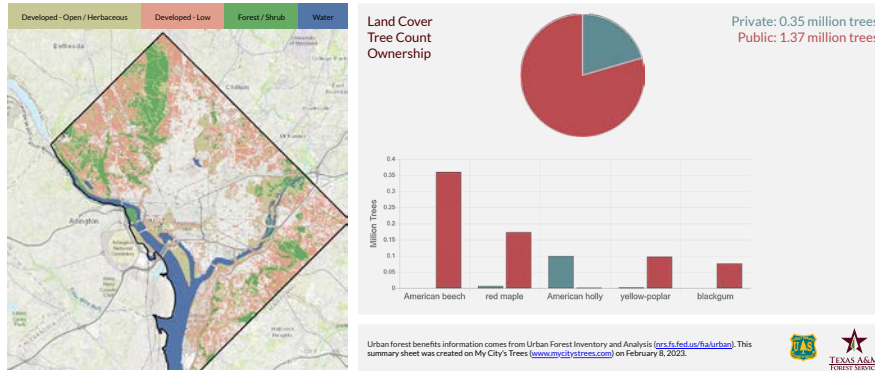 Developed - Open / Herbaceous
Developed - Low
Forest / Shrub
Water
Bethesda
Chillum
Arlington
Arlington
National
Cemetery
Land Cover
Tree Count
Ownership
Private: 0.35 million trees
Public: 1.37 million trees
Million Trees
0.4
0.35
0.3
0.25
0.2
0.15
0.1
0.05
0
American beech
red maple
American holly
yellow-poplar
blackgum
Urban forest benefits information comes from Urban Forest Inventory and Analysis (nrs.fs.fed.us/fia/urban). This
summary sheet was created on My City's Trees (www.mycitystrees.com) on February 8, 2023.
U S
TEXAS A&M
FOREST SERVICE